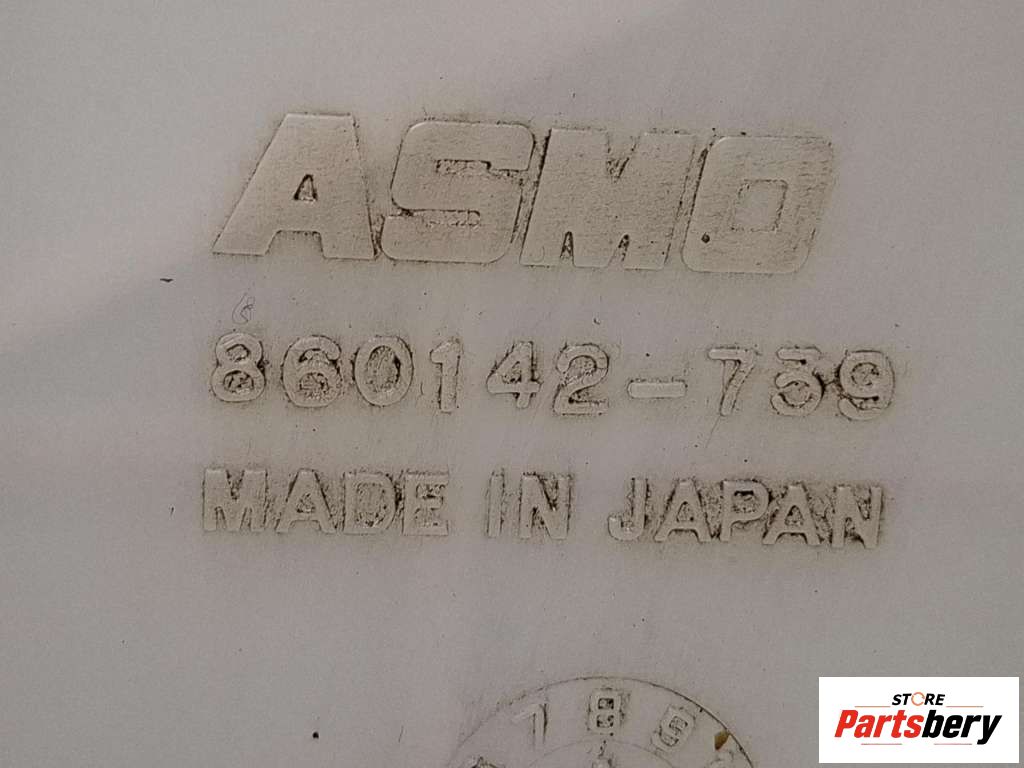 ASMO
860142-739
MADE IN JAPAN
STORE
Partsbery